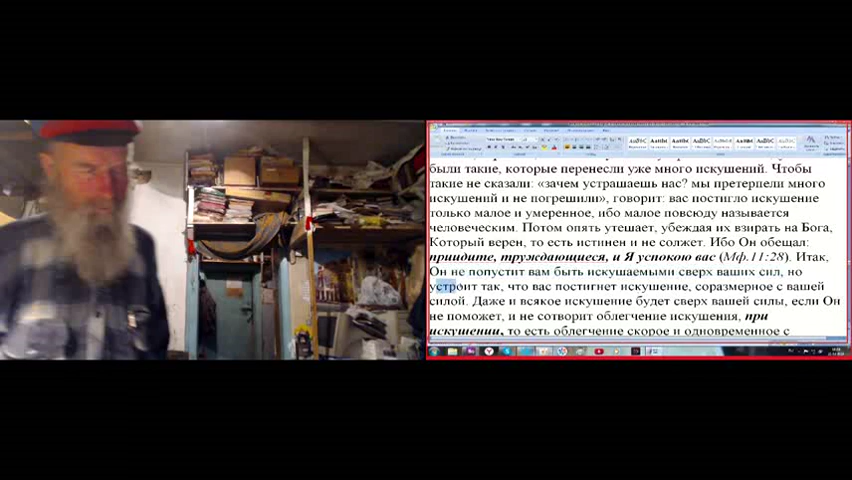 были такие, которые перенесли уже много искушений. Чтобы
такие не сказали: «зачем устрашаешь нас? мы претерпели много
искушений и не погрешили», говорит: вас постигло искушение
только малое и умеренное, ибо малое повсюду называется
человеческим. Потом опять утешает, убеждая их взирать на Бога,
Который верен, то есть истинен и не солжет. Ибо Он обещал:
приидите, труждающиеся, и Я успокою вас (Мф.11:28). Итак,
Он не попустит вам быть искушаемыми сверх ваших сил, но
устроит так, что вас постигнет искушение, соразмерное с вашей
силой. Даже и всякое искушение будет сверх вашей силы, если Он
не поможет, и не сотворит облегчение искушения, при
искушении, то есть облегчение скорое и одновременное с